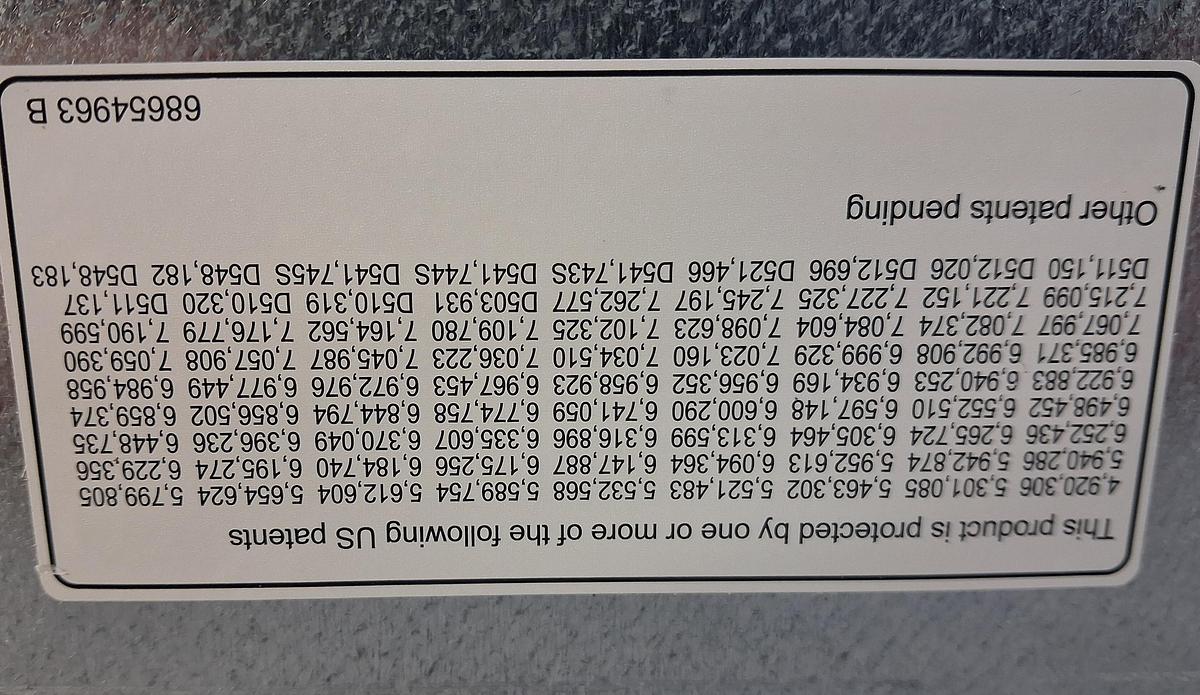 This product is protected by one or more of the following US patents
4,920,306 5,301,085 5,463,302 5,521,483 5,532,568 5,589,754 5,612,604 5,654,624 5,799,805
5,940,286 5,942,874 5,952,613 6,094,364 6,147,887 6,175,256 6,184,740 6,195,274 6,229,356
6,252,436 6,265,724 6,305,464 6,313,599 6,316,896 6,335,607 6,370,049 6,396,236 6,448,735
6,498,452 6,552,510 6,597,148 6,600,290 6,741,059 6,774,758 6,844,794 6,856,502 6,859,374
6,922,883 6,940,253 6,934,169 6,956,352 6,958,923 6,967,453 6,972,976 6,977,449 6,984,958
6,985,371 6,992,908 6,999,329 7,023,160 7,034,510 7,036,223 7,045,987 7,057,908 7,059,390
7,067,997 7,082,374 7,084,604 7,098,623 7,102,325 7,109,780 7,164,562 7,176,779 7,190,599
7,215,099 7,221,152 7,227,325 7,245,197 7,262,577 D503,931 D510,319 D510,320 D511,137
D511,150 D512,026 D512,696 D521,466 D541,743S D541,744S D541,745S D548,182 D548,183
Other patents pending
68654963 B